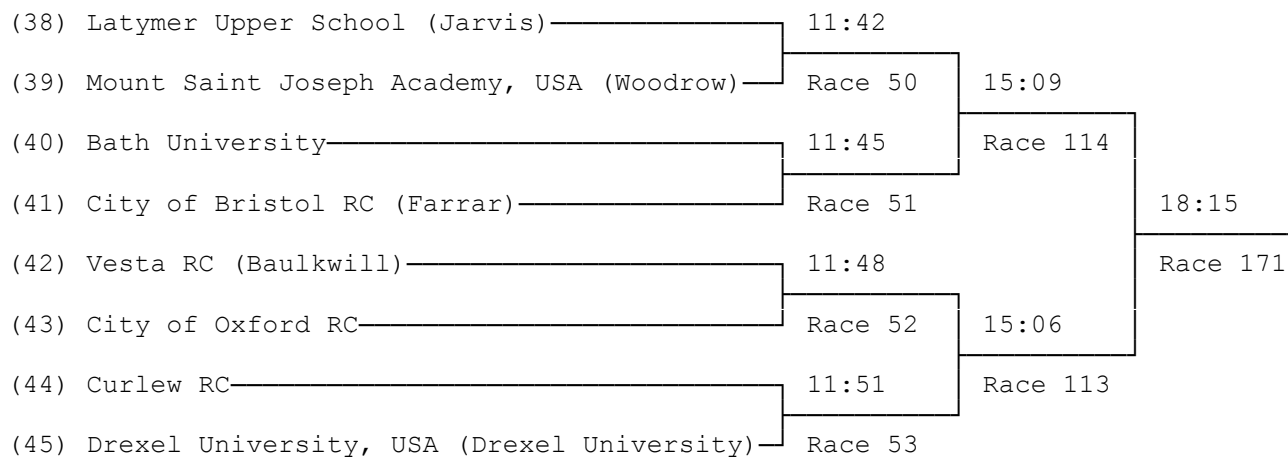 (38) Latymer Upper School (Jarvis) 11:42
(39) Mount Saint Joseph Academy, USA (Woodrow) Race 50 15:09
(40) Bath University 11:45 Race 114
(41) City of Bristol RC (Farrar) Race 51 18:15
(42) Vesta RC (Baulkwill) 11:48 Race 171
(43) City of Oxford RC Race 52 15:06
(44) Curlew RC 11:51 Race 113
(45) Drexel University, USA (Drexel University) Race 53